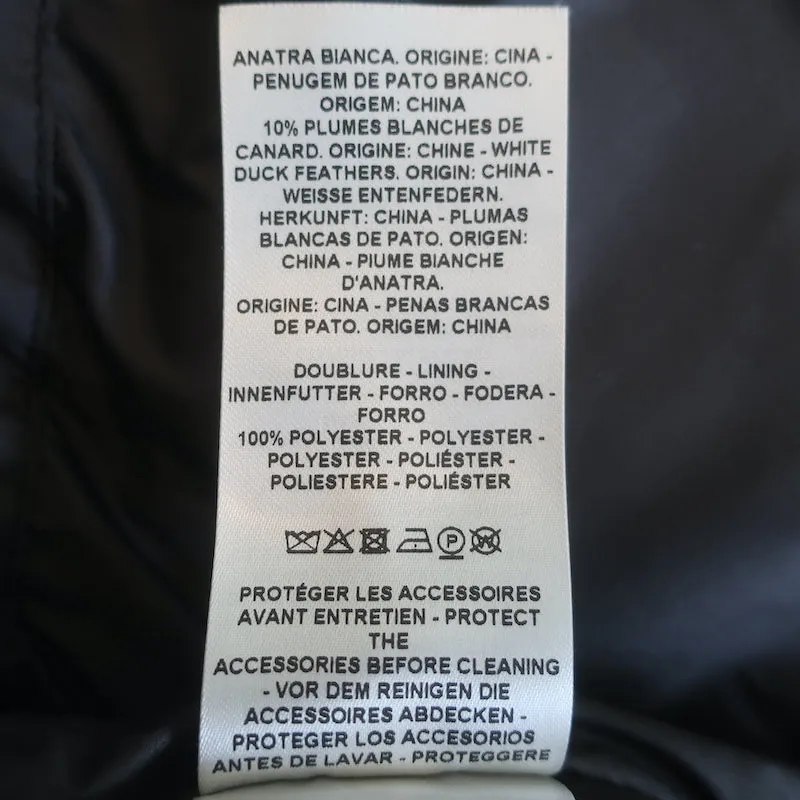 ANATRA BIANCA. ORIGINE: CINA -
PENUGEM DE PATO BRANCO.
ORIGEM: CHINA
10% PLUMES BLANCHES DE
CANARD. ORIGINE: CHINE - WHITE
DUCK FEATHERS. ORIGIN: CHINA -
WEISSE ENTENFEDERN.
HERKUNFT: CHINA - PLUMAS
BLANCAS DE PATO. ORIGEN:
CHINA - PIUME BIANCHE
D'ANATRA.
ORIGINE: CINA - PENAS BRANCAS
DE PATO. ORIGEM: CHINA
DOUBLURE - LINING -
INNENFUTTER - FORRO - FODERA -
FORRO
100% POLYESTER - POLYESTER -
POLYESTER - POLIÉSTER -
POLIESTERE - POLIÉSTER
P W
PROTÉGER LES ACCESSOIRES
AVANT ENTRETIEN - PROTECT
THE
ACCESSORIES BEFORE CLEANING
- VOR DEM REINIGEN DIE
ACCESSOIRES ABDECKEN -
PROTEGER LOS ACCESORIOS
ANTES DE LAVAR - PROTEGGERE